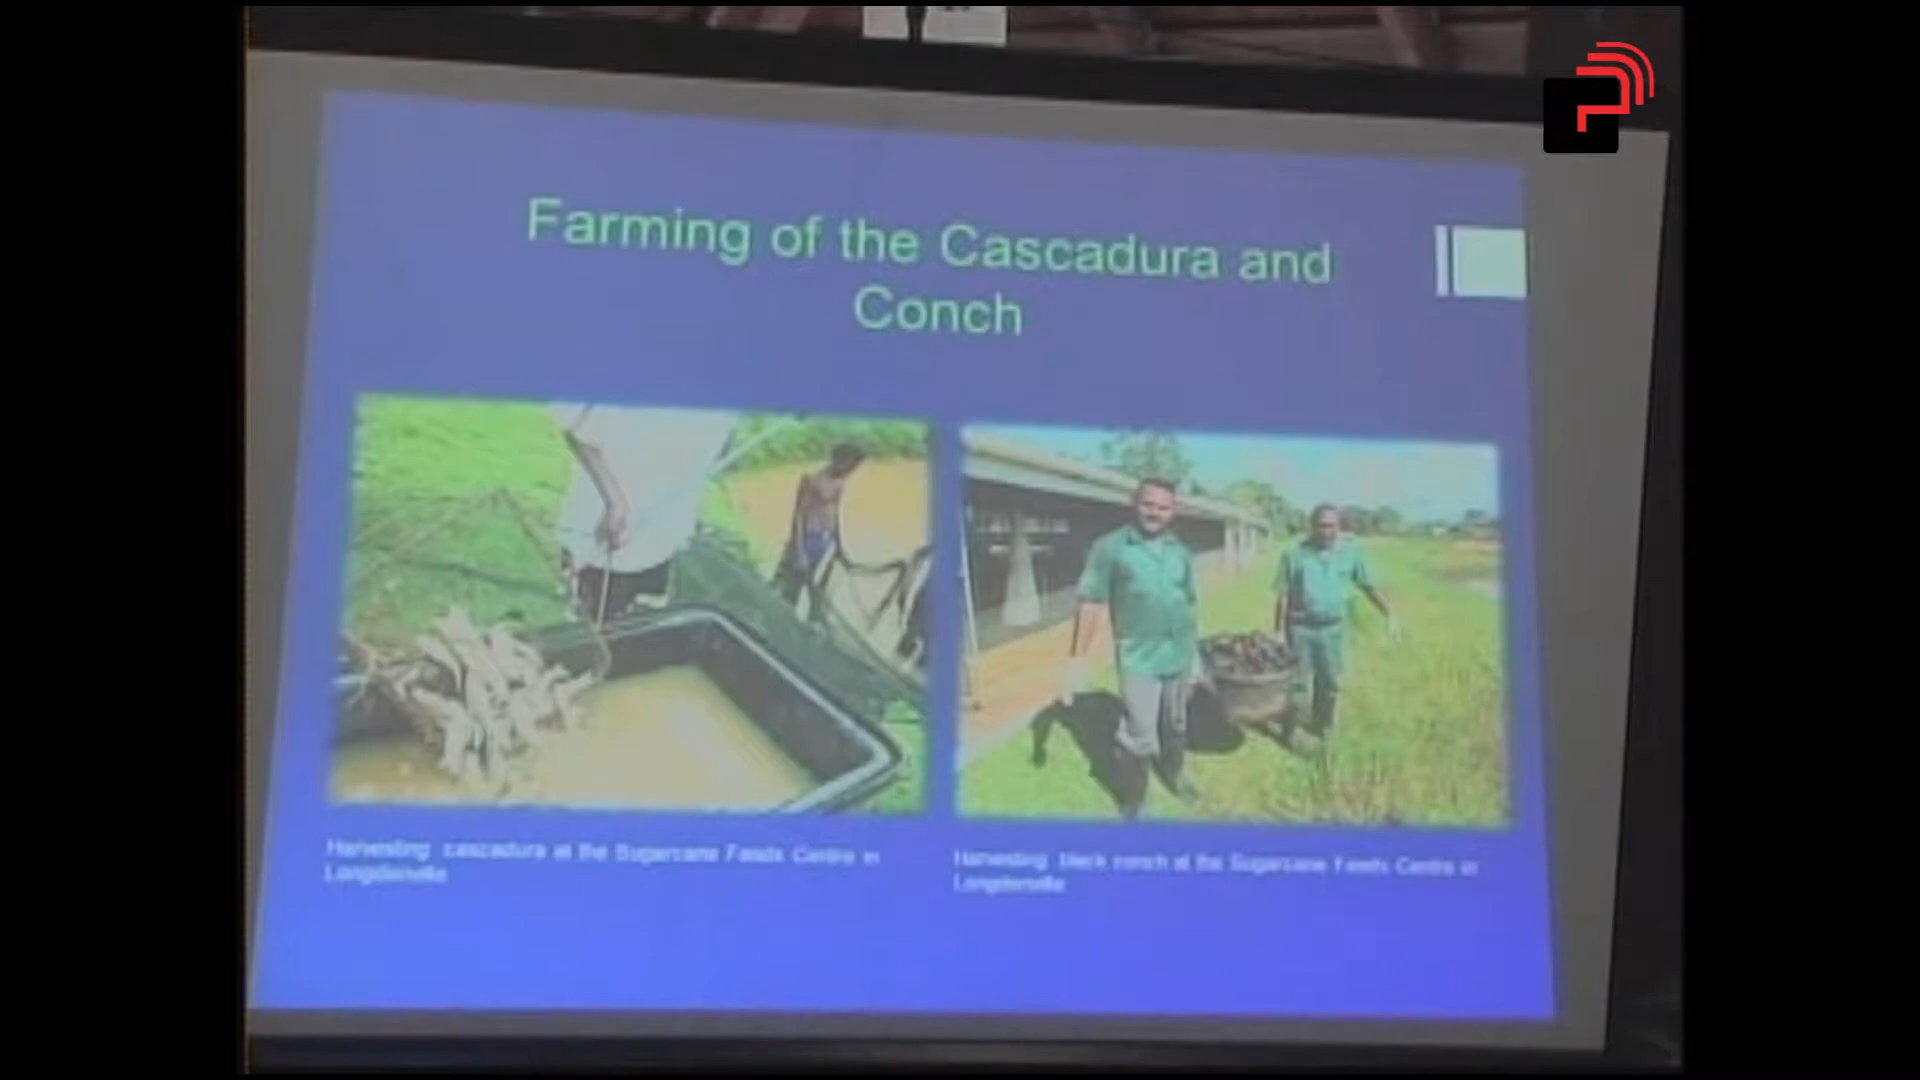 Farming of the Cascadura and
Conch
Harvesting cascadura at the Sugarcane Feeds Centre in
Longdenville
Harvesting black conch at the Sugarcane Feeds Centre in
Longdenville